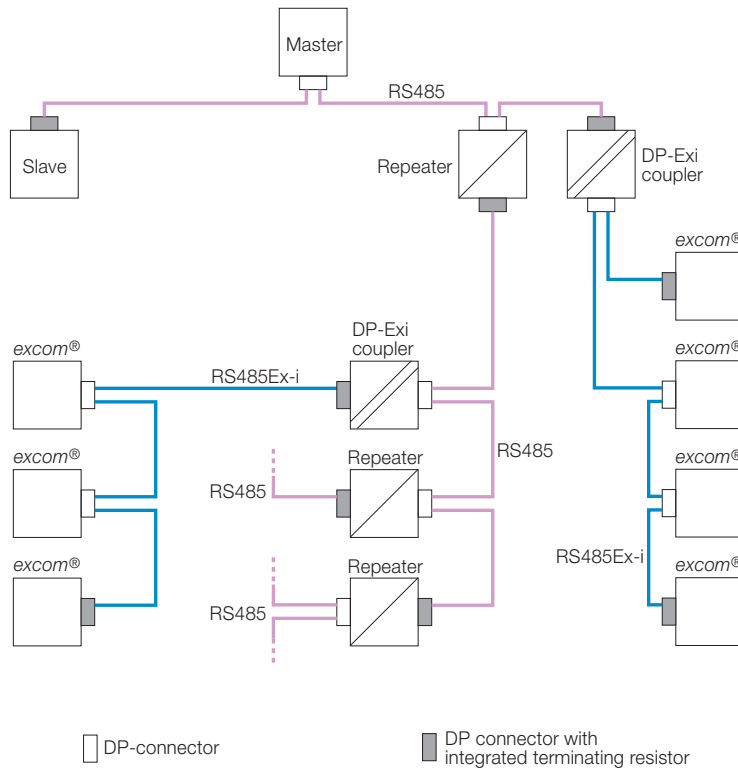 Master
RS485
Slave
Repeater
DP-Exi
coupler
excom®
DP-Exi
coupler
excom®
excom®
RS485Ex-i
Repeater
RS485
excom®
RS485
excom®
Repeater
RS485Ex-i
excom®
excom®
RS485
DP-connector
DP connector with
integrated terminating resistor